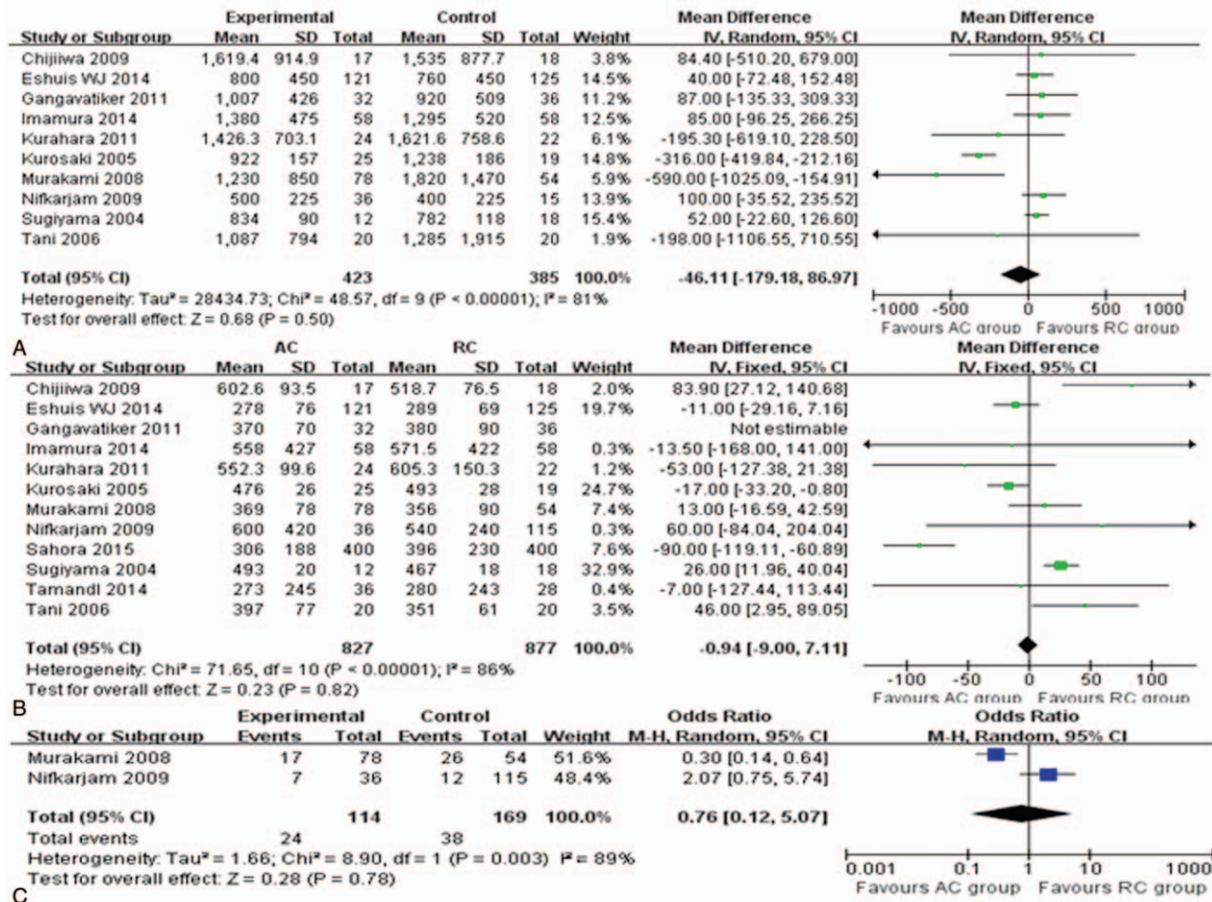 Experimental Control Mean Difference Mean Difference
Study or Subgroup Mean SD Total Mean SD Total Weight IV, Random, 95% CI IV, Random, 95% CI
Chijiiwa 2009 1,619.4 914.9 17 1,535 877.7 18 3.8% 84.40 [-510.20, 679.00]
Eshuis WJ 2014 800 450 121 760 450 125 14.5% 40.00 [-72.48, 152.48]
Gangavatiker 2011 1,007 426 32 920 509 36 11.2% 87.00 [-135.33, 309.33]
Imamura 2014 1,380 475 58 1,295 520 58 12.5% 85.00 [-96.25, 266.25]
Kurahara 2011 1,426.3 703.1 24 1,621.6 758.6 22 6.1% -195.30 [-619.10, 228.50]
Kurosaki 2005 922 157 25 1,238 186 19 14.8% -316.00 [-419.84, -212.16]
Murakami 2008 1,230 850 78 1,820 1,470 54 5.9% -590.00 [-1025.09, -154.91]
Nifkarjam 2009 500 225 36 400 225 15 13.9% 100.00 [-35.52, 235.52]
Sugiyama 2004 834 90 12 782 118 18 15.4% 52.00 [-22.60, 126.60]
Tani 2006 1,087 794 20 1,285 1,915 20 1.9% -198.00 [-1106.55, 710.55]
Total (95% CI) 423 385 100.0% -46.11 [-179.18, 86.97]
Heterogeneity: Tau² = 28434.73; Chi² = 48.57, df = 9 (P < 0.00001); I² = 81%
Test for overall effect: Z = 0.68 (P = 0.50)
-1000 -500 0 500 1000
Favours AC group Favours RC group
A
AC RC Mean Difference Mean Difference
Study or Subgroup Mean SD Total Mean SD Total Weight IV, Fixed, 95% CI IV, Fixed, 95% CI
Chijiiwa 2009 602.6 93.5 17 518.7 76.5 18 2.0% 83.90 [27.12, 140.68]
Eshuis WJ 2014 278 76 121 289 69 125 19.7% -11.00 [-29.16, 7.16]
Gangavatiker 2011 370 70 32 380 90 36 Not estimable
Imamura 2014 558 427 58 571.5 422 58 0.3% -13.50 [-168.00, 141.00]
Kurahara 2011 552.3 99.6 24 605.3 150.3 22 1.2% -53.00 [-127.38, 21.38]
Kurosaki 2005 476 26 25 493 28 19 24.7% -17.00 [-33.20, -0.80]
Murakami 2008 369 78 78 356 90 54 7.4% 13.00 [-16.59, 42.59]
Nifkarjam 2009 600 420 36 540 240 115 0.3% 60.00 [-84.04, 204.04]
Sahora 2015 306 188 400 396 230 400 7.6% -90.00 [-119.11, -60.89]
Sugiyama 2004 493 20 12 467 18 18 32.9% 26.00 [11.96, 40.04]
Tamandl 2014 273 245 36 280 243 28 0.4% -7.00 [-127.44, 113.44]
Tani 2006 397 77 20 351 61 20 3.5% 46.00 [2.95, 89.05]
Total (95% CI) 827 877 100.0% -0.94 [-9.00, 7.11]
Heterogeneity: Chi² = 71.65, df = 10 (P < 0.00001); I² = 86%
Test for overall effect: Z = 0.23 (P = 0.82)
-100 -50 0 50 100
Favours AC group Favours RC group
B
Experimental Control Odds Ratio Odds Ratio
Study or Subgroup Events Total Events Total Weight M-H, Random, 95% CI M-H, Random, 95% CI
Murakami 2008 17 78 26 54 51.6% 0.30 [0.14, 0.64]
Nifkarjam 2009 7 36 12 115 48.4% 2.07 [0.75, 5.74]
Total (95% CI) 114 169 100.0% 0.76 [0.12, 5.07]
Total events 24 38
Heterogeneity: Tau² = 1.66; Chi² = 8.90, df = 1 (P = 0.003) I² = 89%
Test for overall effect: Z = 0.28 (P = 0.78)
0.001 0.1 1 10 1000
Favours AC group Favours RC group
C